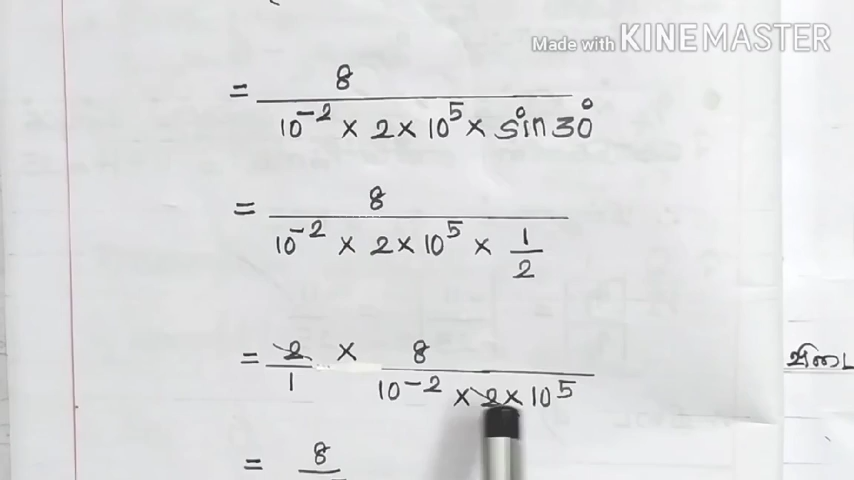 Made with KINEMASTER
= 8 / 10⁻² × 2 × 10⁵ × sin 30°
= 8 / 10⁻² × 2 × 10⁵ × 1/2
= 2/1 × 8 / 10⁻² × 2 × 10⁵
விடை
= 8